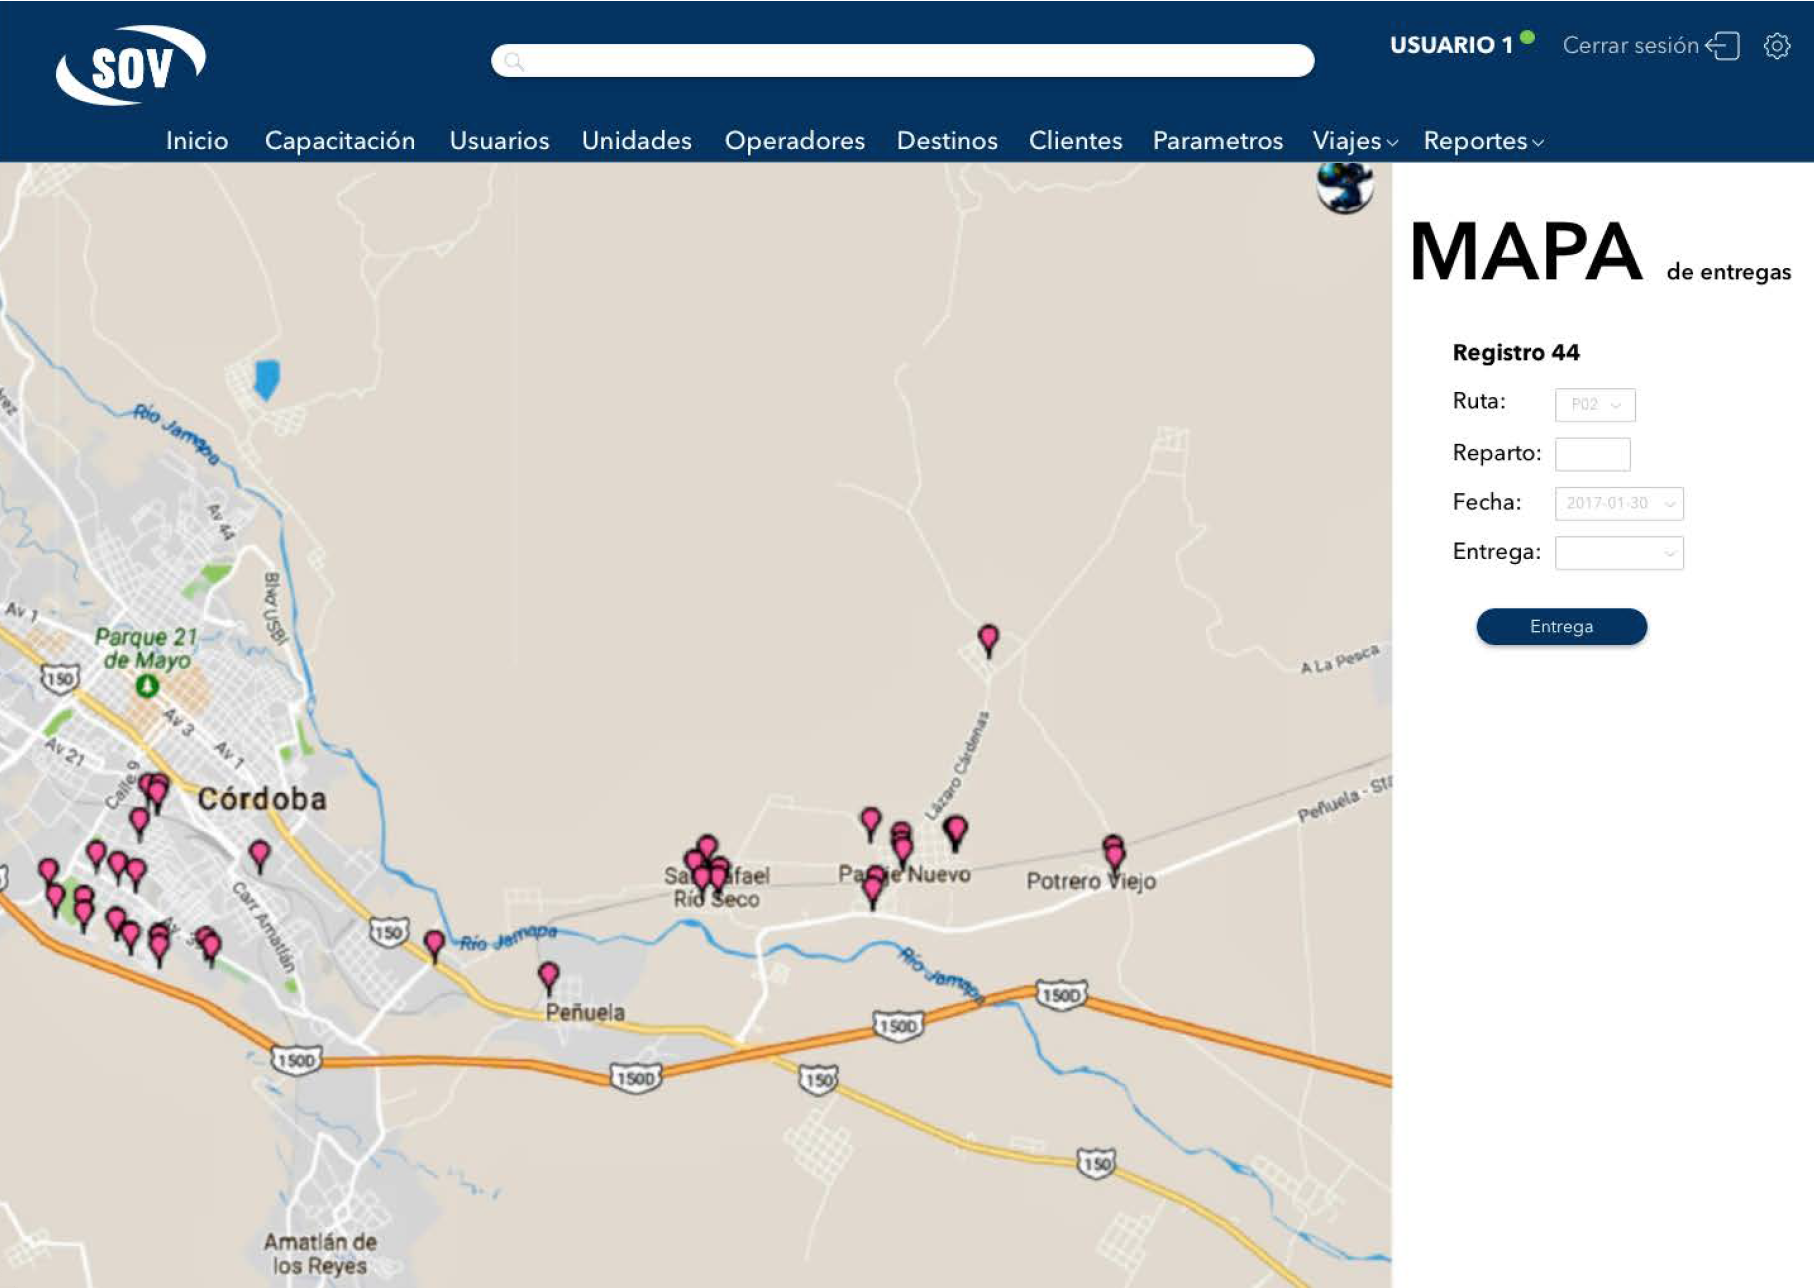 SOV
USUARIO 1
Cerrar sesión
Inicio Capacitación Usuarios Unidades Operadores Destinos Clientes Parametros Viajes Reportes
MAPA de entregas
Registro 44
Ruta: P02
Reparto:
Fecha: 2017-01-30
Entrega:
Entrega
Río Jamapa
Av 44
Blvd USBI
Av 1
Parque 21
de Mayo
150
Av 3
Av 1
Av 21
Calle 9
Córdoba
Carr Amatlán
150
Río Jamapa
Peñuela
Río Seco
Lázaro Cárdenas
Nuevo
Potrero Viejo
A La Pesca
Peñuela - Sta
Río Jamapa
150D
150D
150D
150D
150
150
Amatlán de
los Reyes